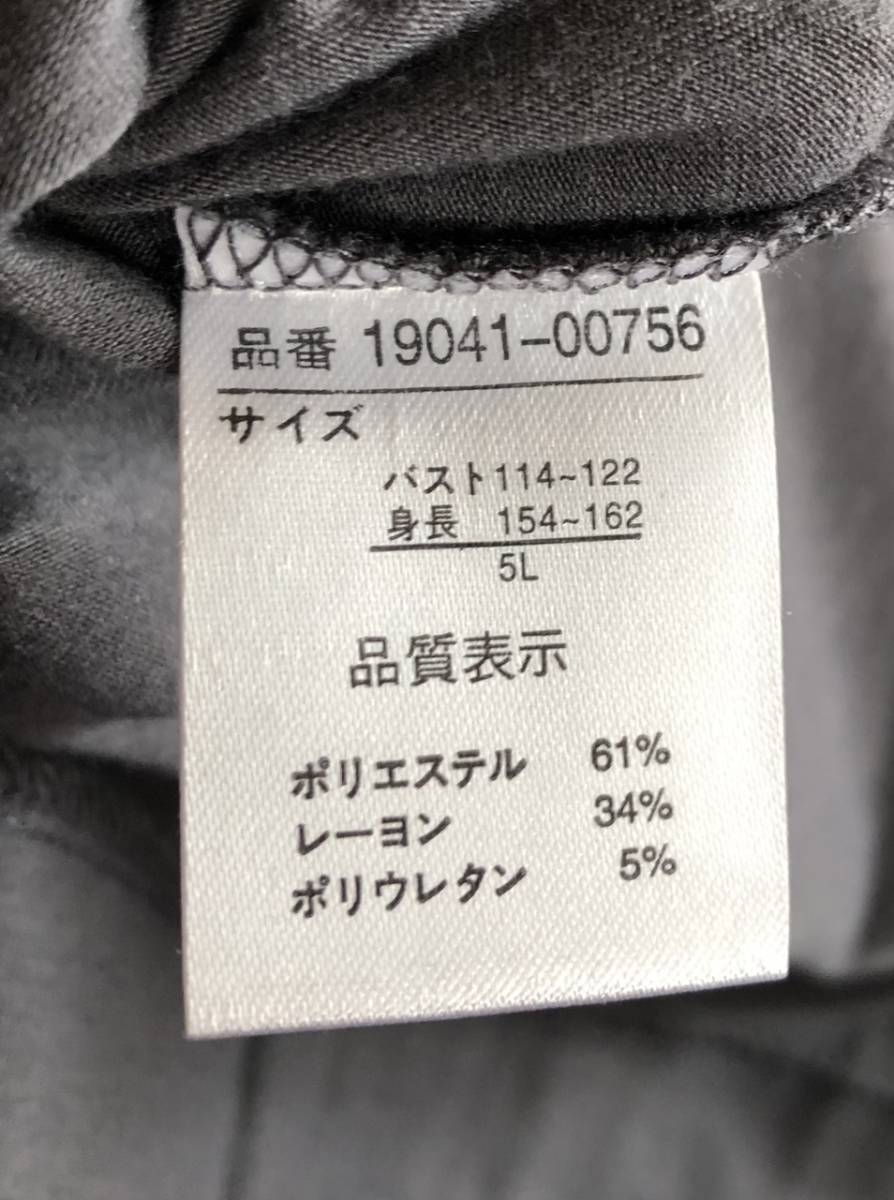 品番 19041-00756
サイズ
バスト114~122
身長 154~162
5L
品質表示
ポリエステル 61%
レーヨン 34%
ポリウレタン 5%